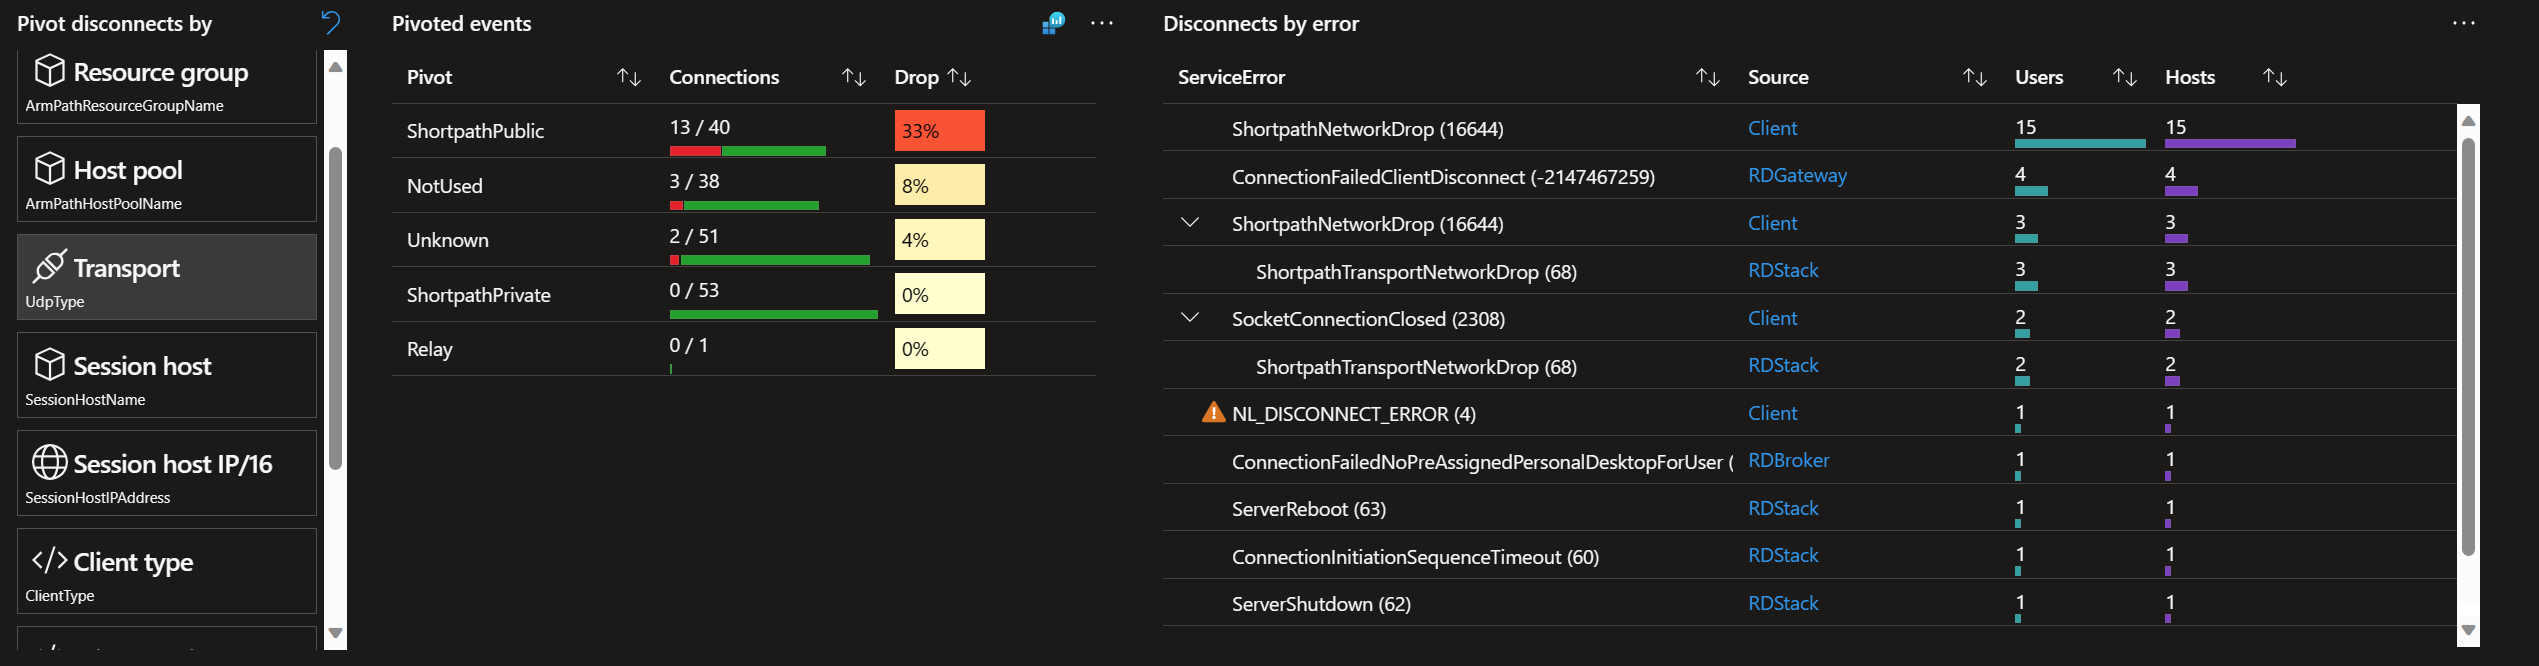 Pivot disconnects by
Resource group
ArmPathResourceGroupName
Host pool
ArmPathHostPoolName
Transport
UdpType
Session host
SessionHostName
Session host IP/16
SessionHostIPAddress
Client type
ClientType
Pivoted events
Pivot Connections Drop
ShortpathPublic 13 / 40 33%
NotUsed 3 / 38 8%
Unknown 2 / 51 4%
ShortpathPrivate 0 / 53 0%
Relay 0 / 1 0%
Disconnects by error
ServiceError Source Users Hosts
ShortpathNetworkDrop (16644) Client 15 15
ConnectionFailedClientDisconnect (-2147467259) RDGateway 4 4
ShortpathNetworkDrop (16644) Client 3 3
ShortpathTransportNetworkDrop (68) RDStack 3 3
SocketConnectionClosed (2308) Client 2 2
ShortpathTransportNetworkDrop (68) RDStack 2 2
NL_DISCONNECT_ERROR (4) Client 1 1
ConnectionFailedNoPreAssignedPersonalDesktopForUser ( RDBroker 1 1
ServerReboot (63) RDStack 1 1
ConnectionInitiationSequenceTimeout (60) RDStack 1 1
ServerShutdown (62) RDStack 1 1